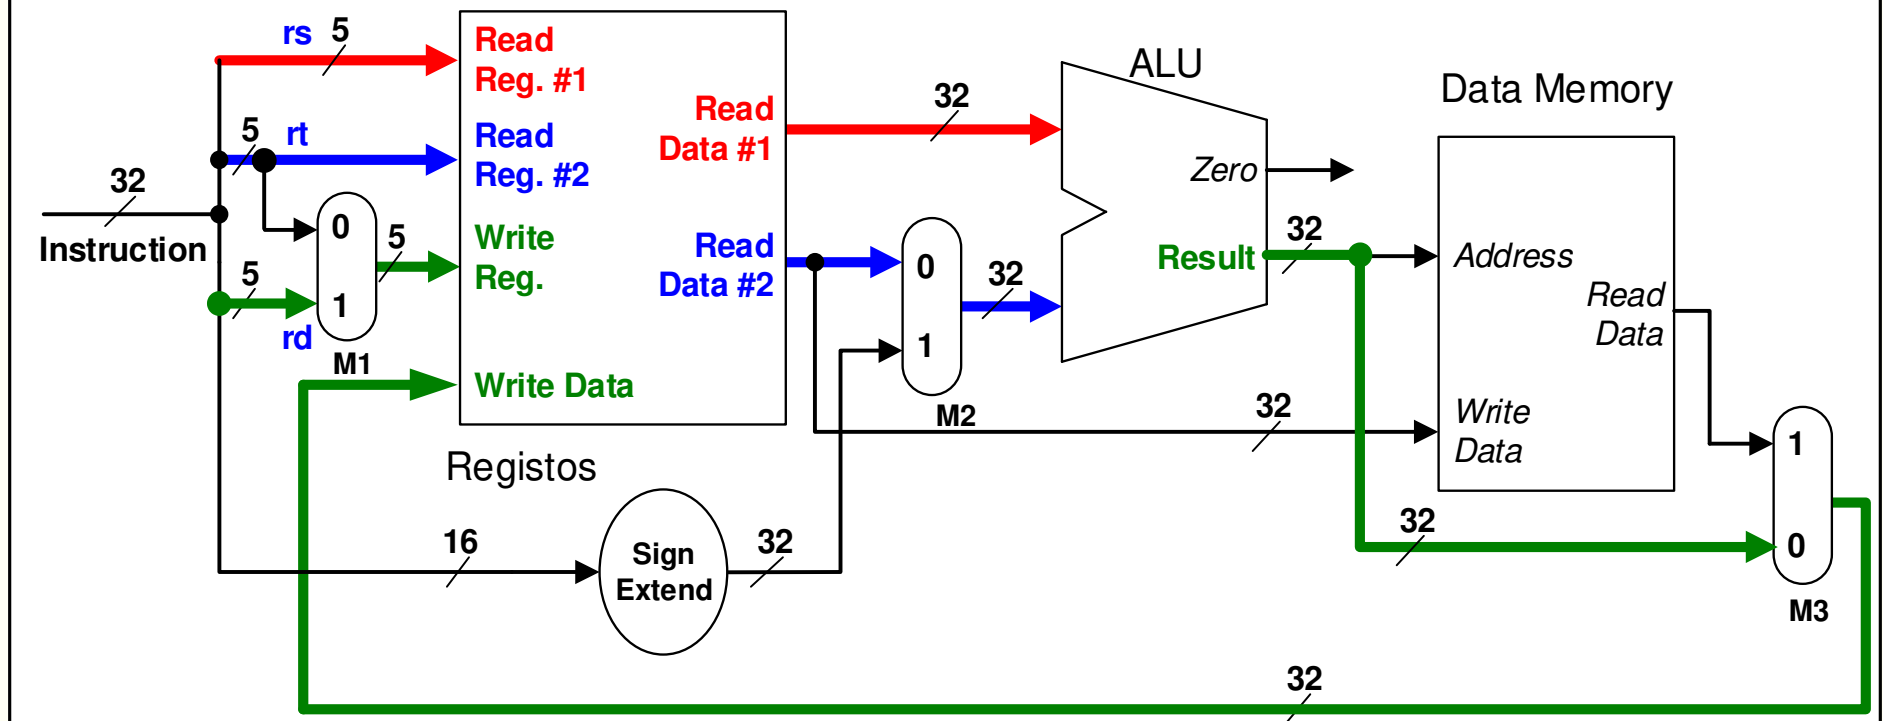 rs
5
Read
Reg. #1
5
rt
Read
Reg. #2
32
Instruction
0
1
5
5
rd
M1
Write
Reg.
Write Data
Read
Data #1
Read
Data #2
Registos
32
0
1
M2
32
ALU
Zero
Result
32
Data Memory
Address
Read
Data
Write
Data
32
16
Sign
Extend
32
32
1
0
M3
32